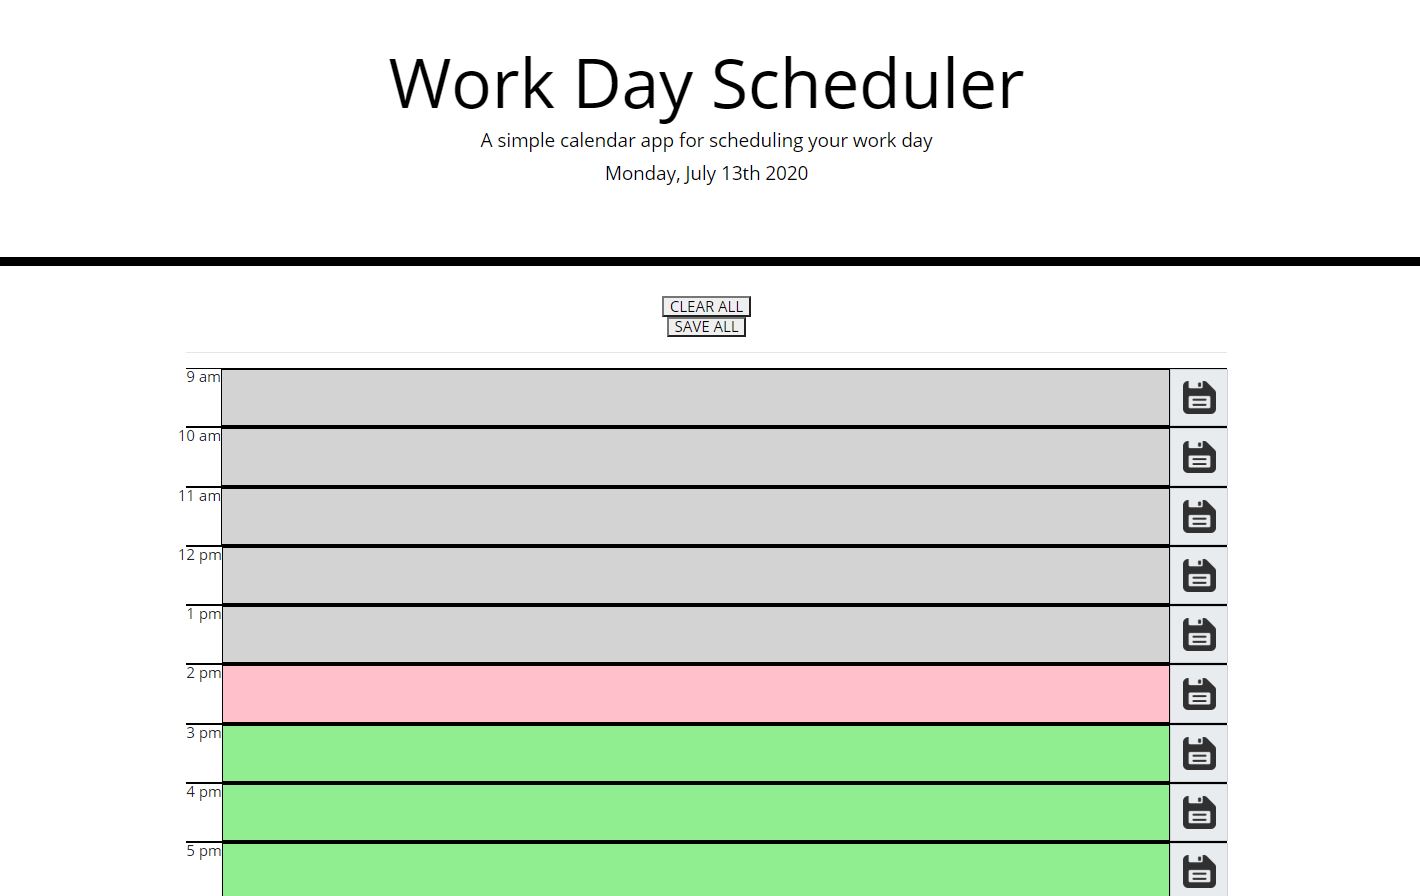 Work Day Scheduler
A simple calendar app for scheduling your work day
Monday, July 13th 2020
CLEAR ALL
SAVE ALL
9 am
10 am
11 am
12 pm
1 pm
2 pm
3 pm
4 pm
5 pm